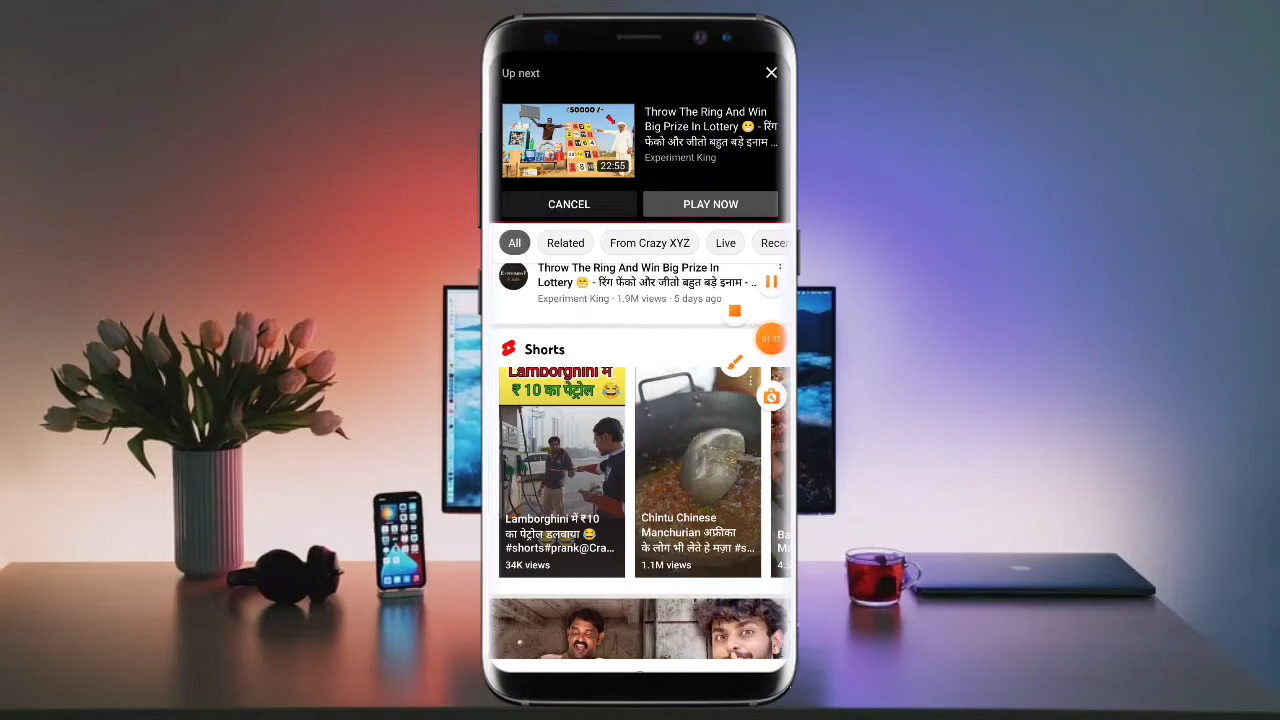 Up next
₹50000 /-
22:55
Throw The Ring And Win
Big Prize In Lottery 😁 - रिंग
फेंको और जीतो बहुत बड़े इनाम ...
Experiment King
CANCEL
PLAY NOW
All
Related
From Crazy XYZ
Live
Recen
Throw The Ring And Win Big Prize In
Lottery 😁 - रिंग फेंको और जीतो बहुत बड़े इनाम - ...
Experiment King · 1.9M views · 5 days ago
Shorts
Lamborghini में
₹ 10 का पेट्रोल 😂
Lamborghini में ₹10
का पेट्रोल डलवाया 😂
#shorts#prank@Cra...
34K views
Chintu Chinese
Manchurian अफ्रीका
के लोग भी लेते हे मज़ा #s...
1.1M views
Ba
Ma